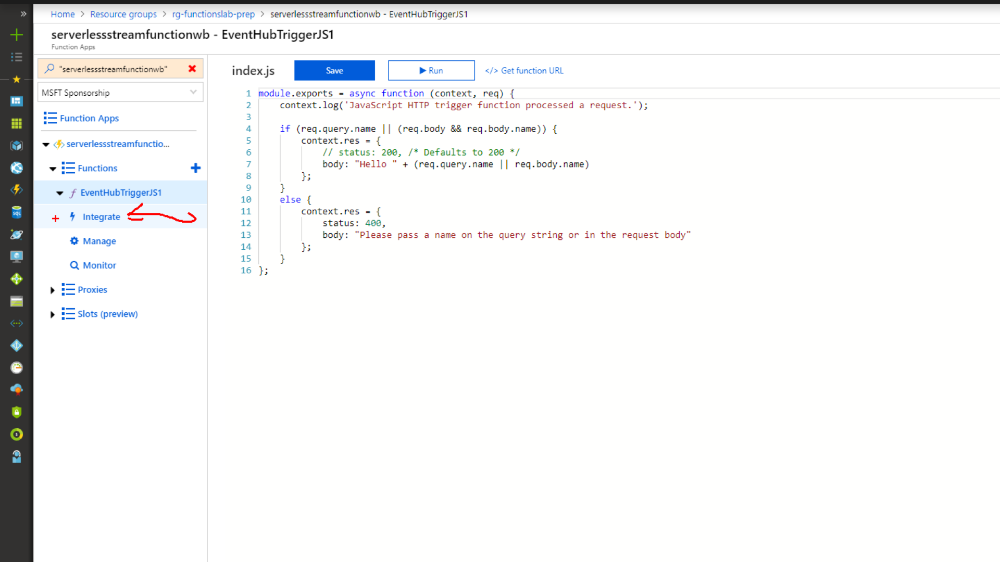 Home > Resource groups > rg-functionslab-prep > serverlessstreamfunctionwb - EventHubTriggerJS1
serverlessstreamfunctionwb - EventHubTriggerJS1
Function Apps
"serverlessstreamfunctionwb"
MSFT Sponsorship
Function Apps
serverlessstreamfunctio...
Functions
EventHubTriggerJS1
Integrate
Manage
Monitor
Proxies
Slots (preview)
index.js Save Run </> Get function URL
1 module.exports = async function (context, req) {
2     context.log('JavaScript HTTP trigger function processed a request.');
3
4     if (req.query.name || (req.body && req.body.name)) {
5         context.res = {
6             // status: 200, /* Defaults to 200 */
7             body: "Hello " + (req.query.name || req.body.name)
8         };
9     }
10     else {
11         context.res = {
12             status: 400,
13             body: "Please pass a name on the query string or in the request body"
14         };
15     }
16 };
SQL